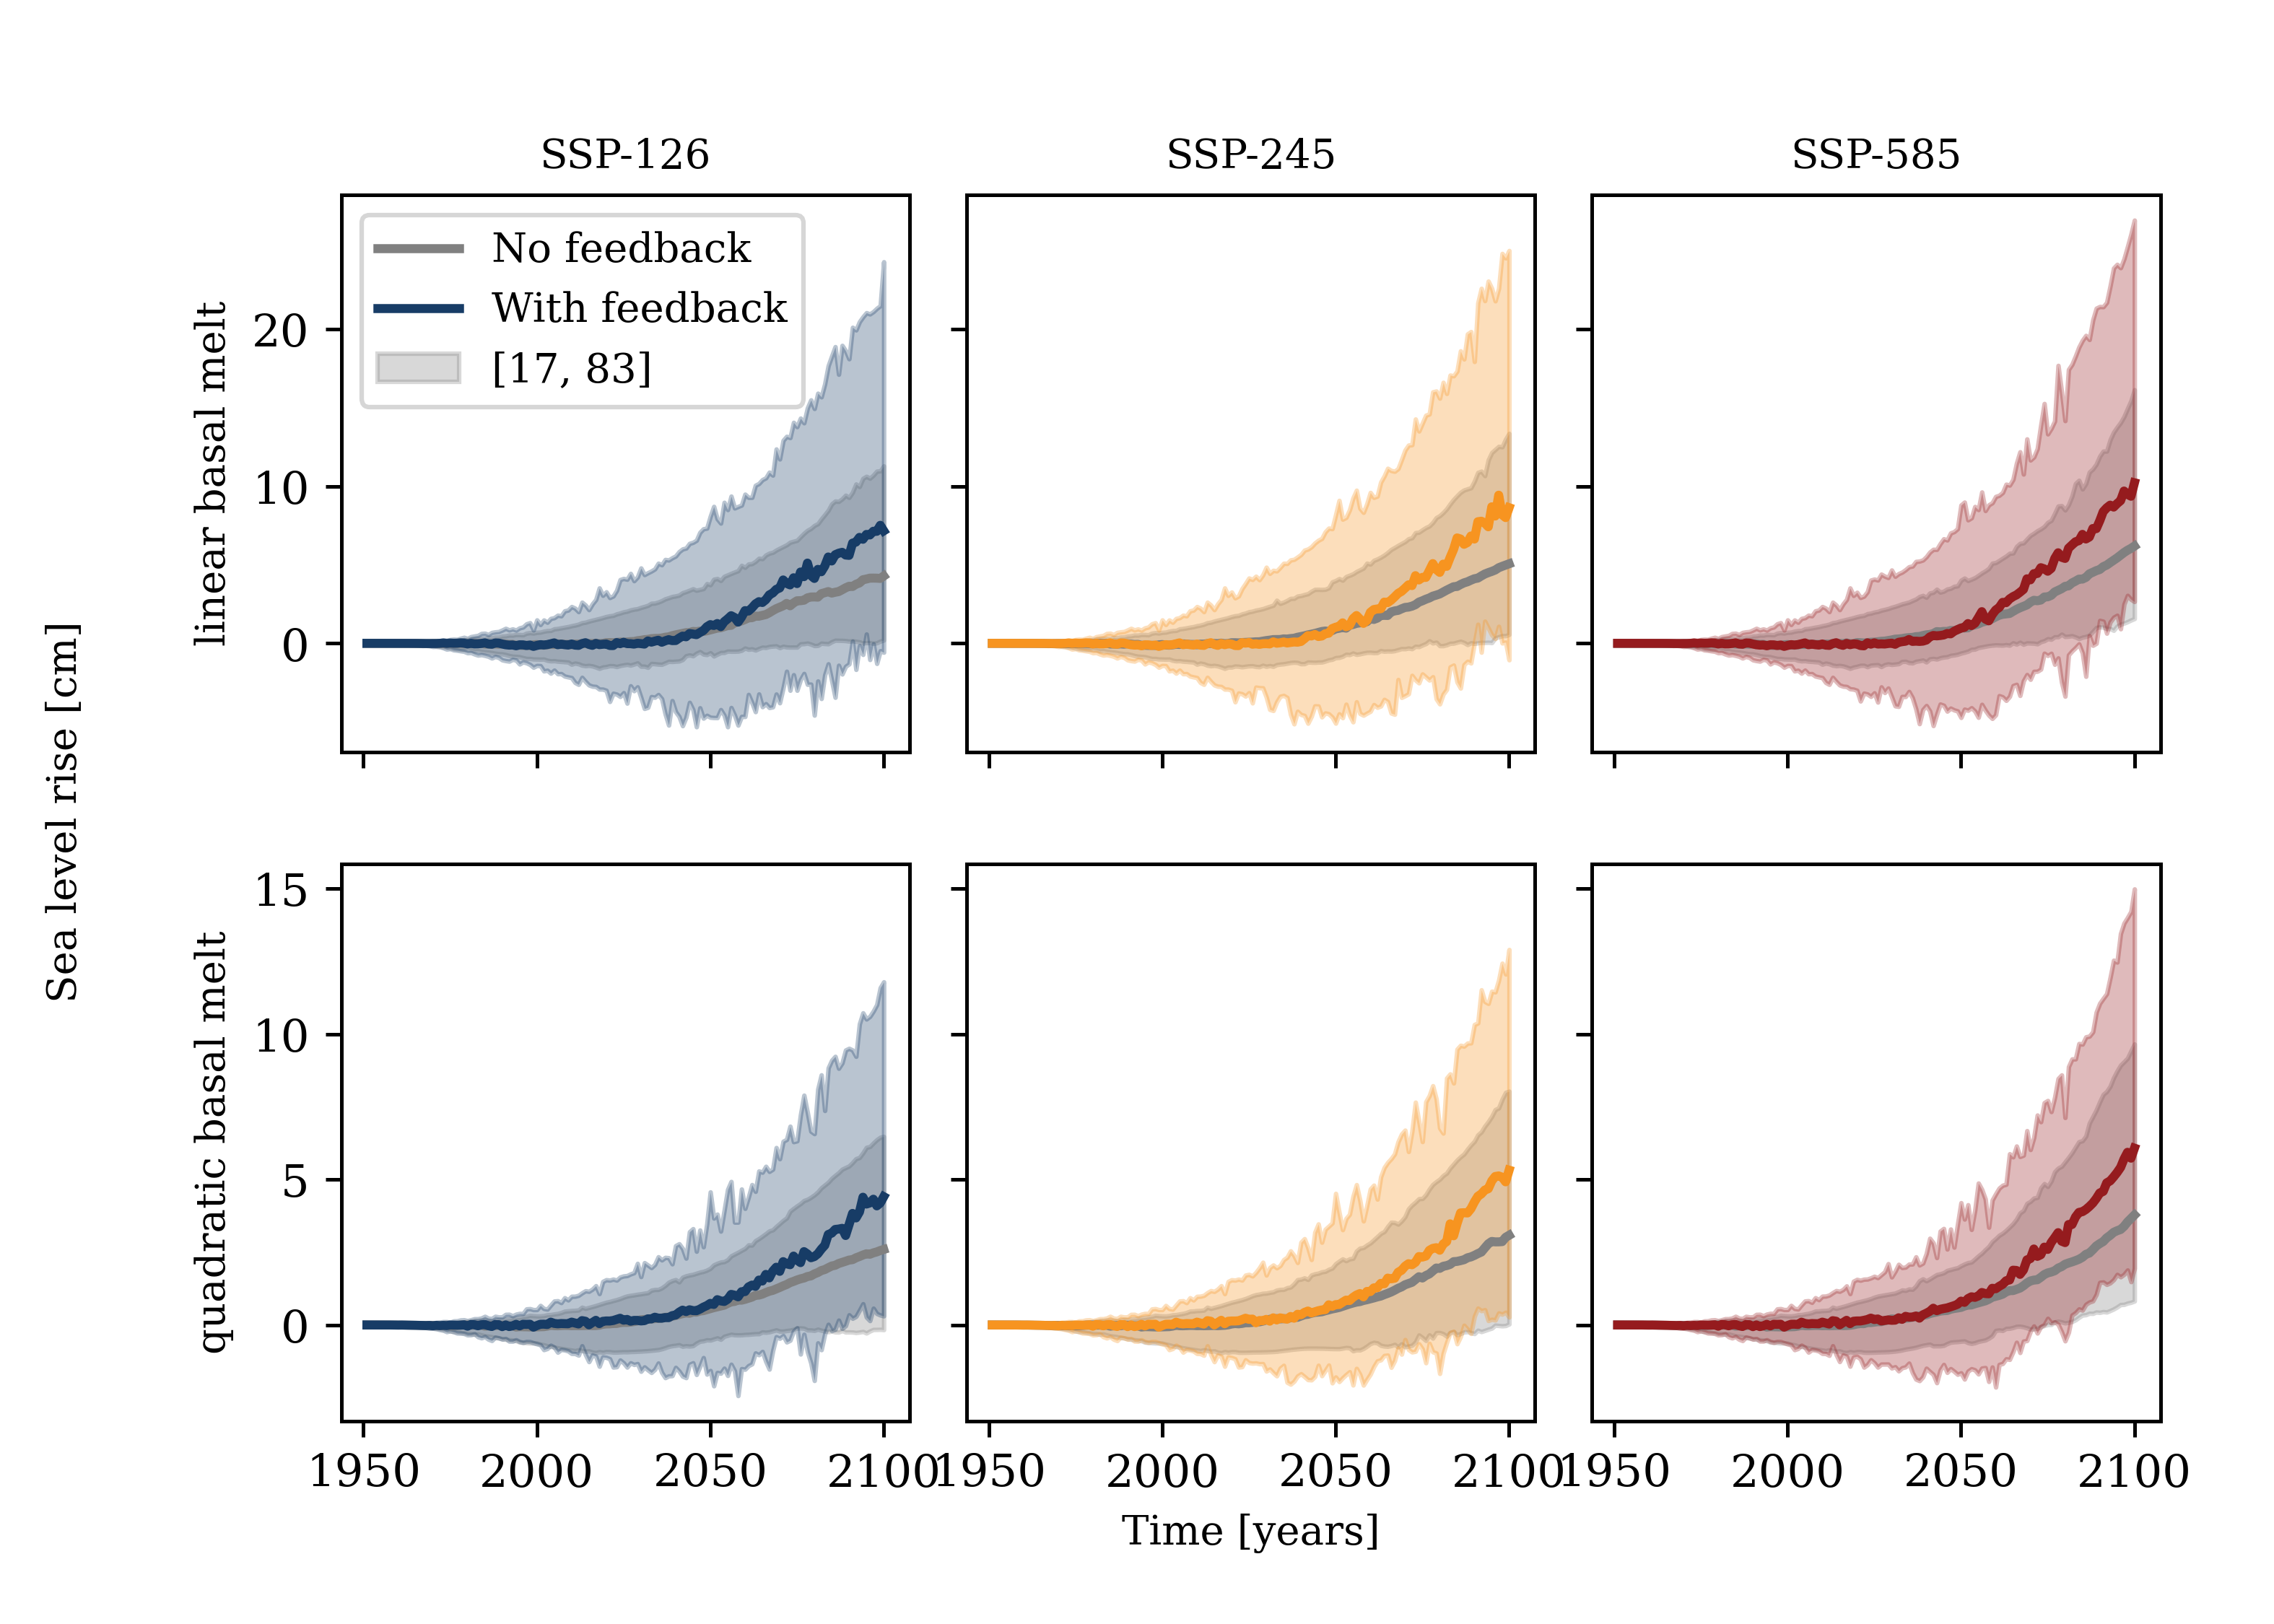 SSP-126
SSP-245
SSP-585
No feedback
With feedback
[17, 83]
linear basal melt
20
10
0
Sea level rise [cm]
quadratic basal melt
15
10
5
0
1950
2000
2050
2100
1950
2000
2050
2100
1950
2000
2050
2100
Time [years]